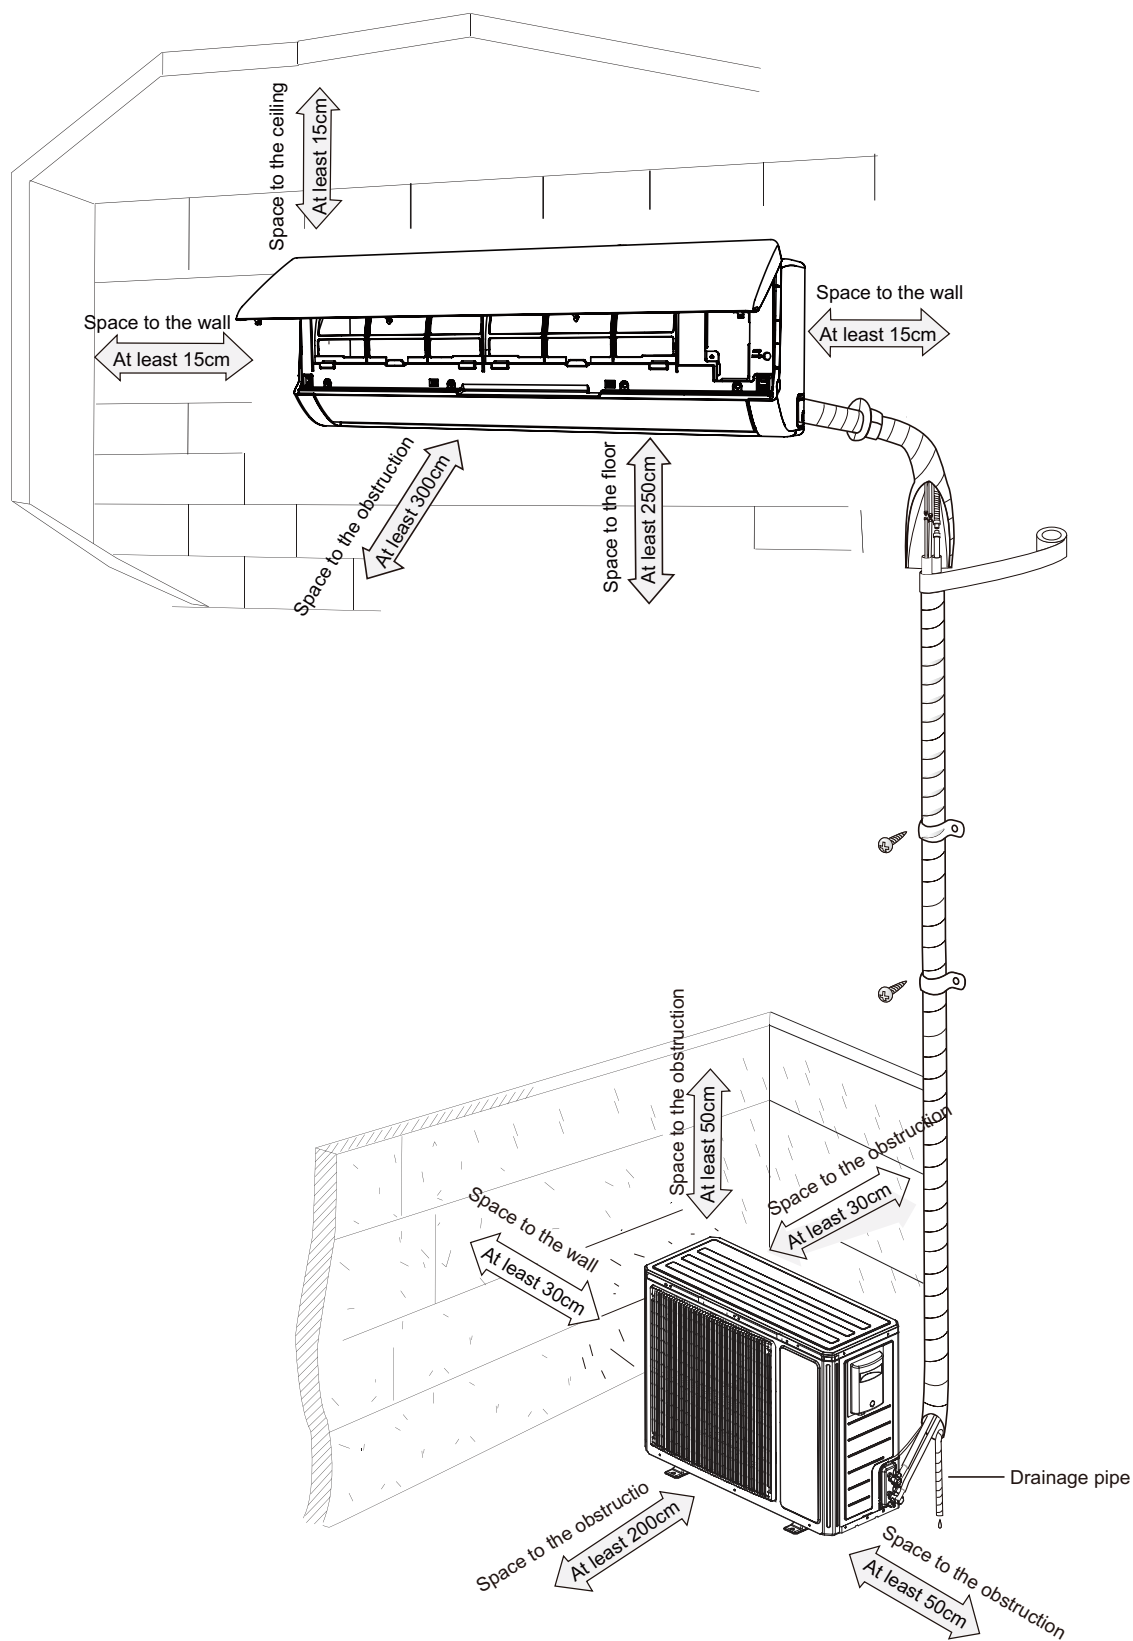 Space to the ceiling
At least 15cm
Space to the wall
At least 15cm
Space to the wall
At least 15cm
Space to the obstruction
At least 300cm
Space to the floor
At least 250cm
Space to the obstruction
At least 50cm
Space to the obstruction
At least 30cm
Space to the wall
At least 30cm
Drainage pipe
Space to the obstructio
At least 200cm
Space to the obstruction
At least 50cm